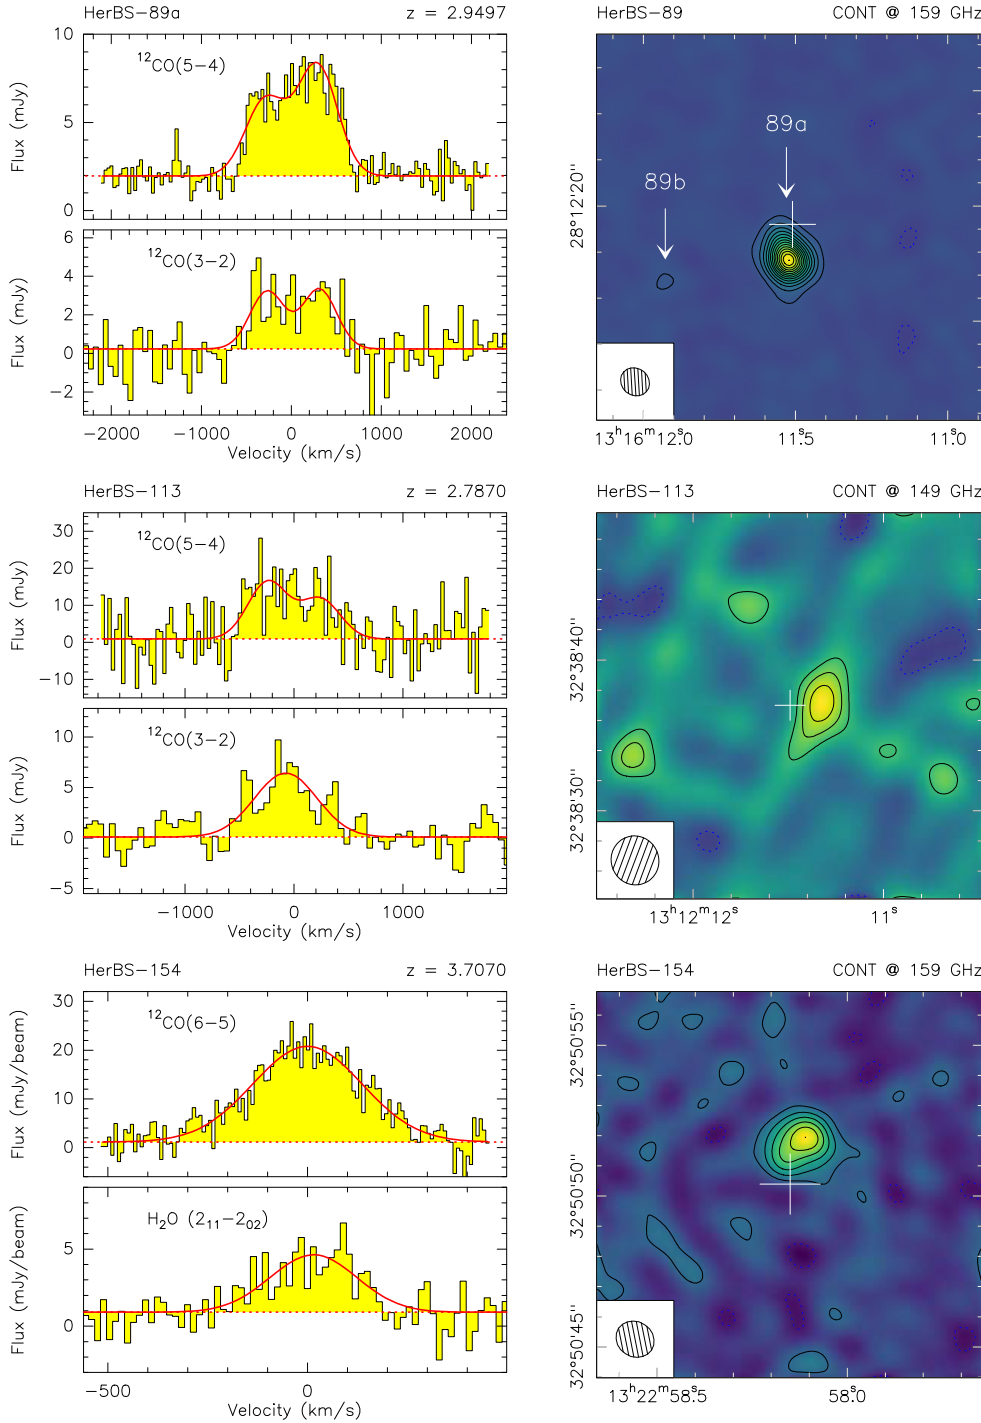 HerBS-89a z = 2.9497
10
5
0
Flux (mJy)
¹²CO(5-4)
6
4
2
0
-2
Flux (mJy)
¹²CO(3-2)
-2000 -1000 0 1000 2000
Velocity (km/s)
HerBS-89 CONT @ 159 GHz
89a
89b
28°12'20"
13ʰ16ᵐ12ˢ.0 11ˢ.5 11ˢ.0
HerBS-113 z = 2.7870
30
20
10
0
-10
Flux (mJy)
¹²CO(5-4)
10
5
0
-5
Flux (mJy)
¹²CO(3-2)
-1000 0 1000
Velocity (km/s)
HerBS-113 CONT @ 149 GHz
32°38'40"
32°38'30"
13ʰ12ᵐ12ˢ 11ˢ
HerBS-154 z = 3.7070
30
20
10
0
Flux (mJy/beam)
¹²CO(6-5)
5
0
Flux (mJy/beam)
H₂O (2₁₁-2₀₂)
-500 0
Velocity (km/s)
HerBS-154 CONT @ 159 GHz
32°50'55"
32°50'50"
32°50'45"
13ʰ22ᵐ58ˢ.5 58ˢ.0